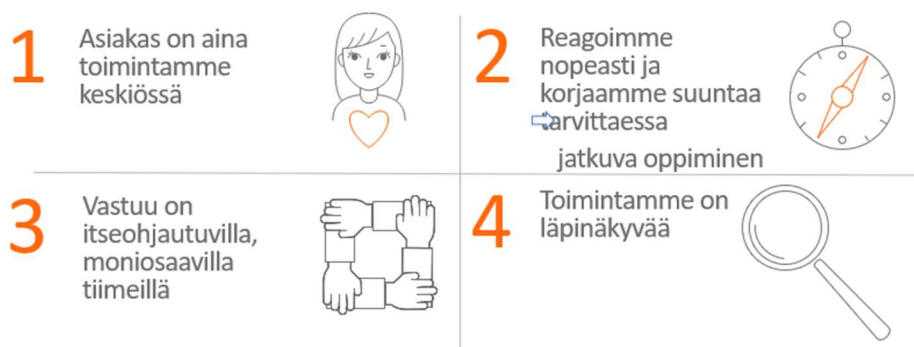 1
Asiakas on aina
toimintamme
keskiössä
2
Reagoimme
nopeasti ja
korjaamme suuntaa
tarvittaessa
jatkuva oppiminen
3
Vastuu on
itseohjautuvilla,
moniosaavilla
tiimeillä
4
Toimintamme on
läpinäkyvää